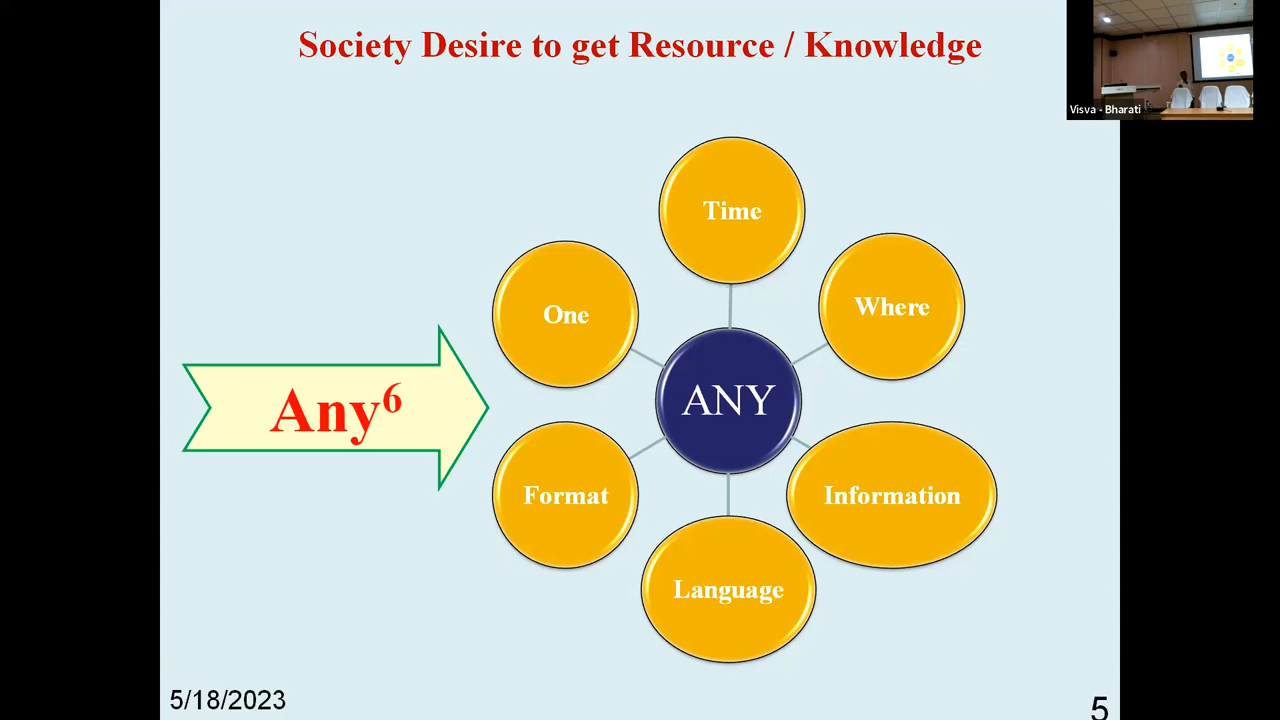 Society Desire to get Resource / Knowledge
Visva - Bharati
Time
One
Where
ANY
Any⁶
Format
Information
Language
5/18/2023
5